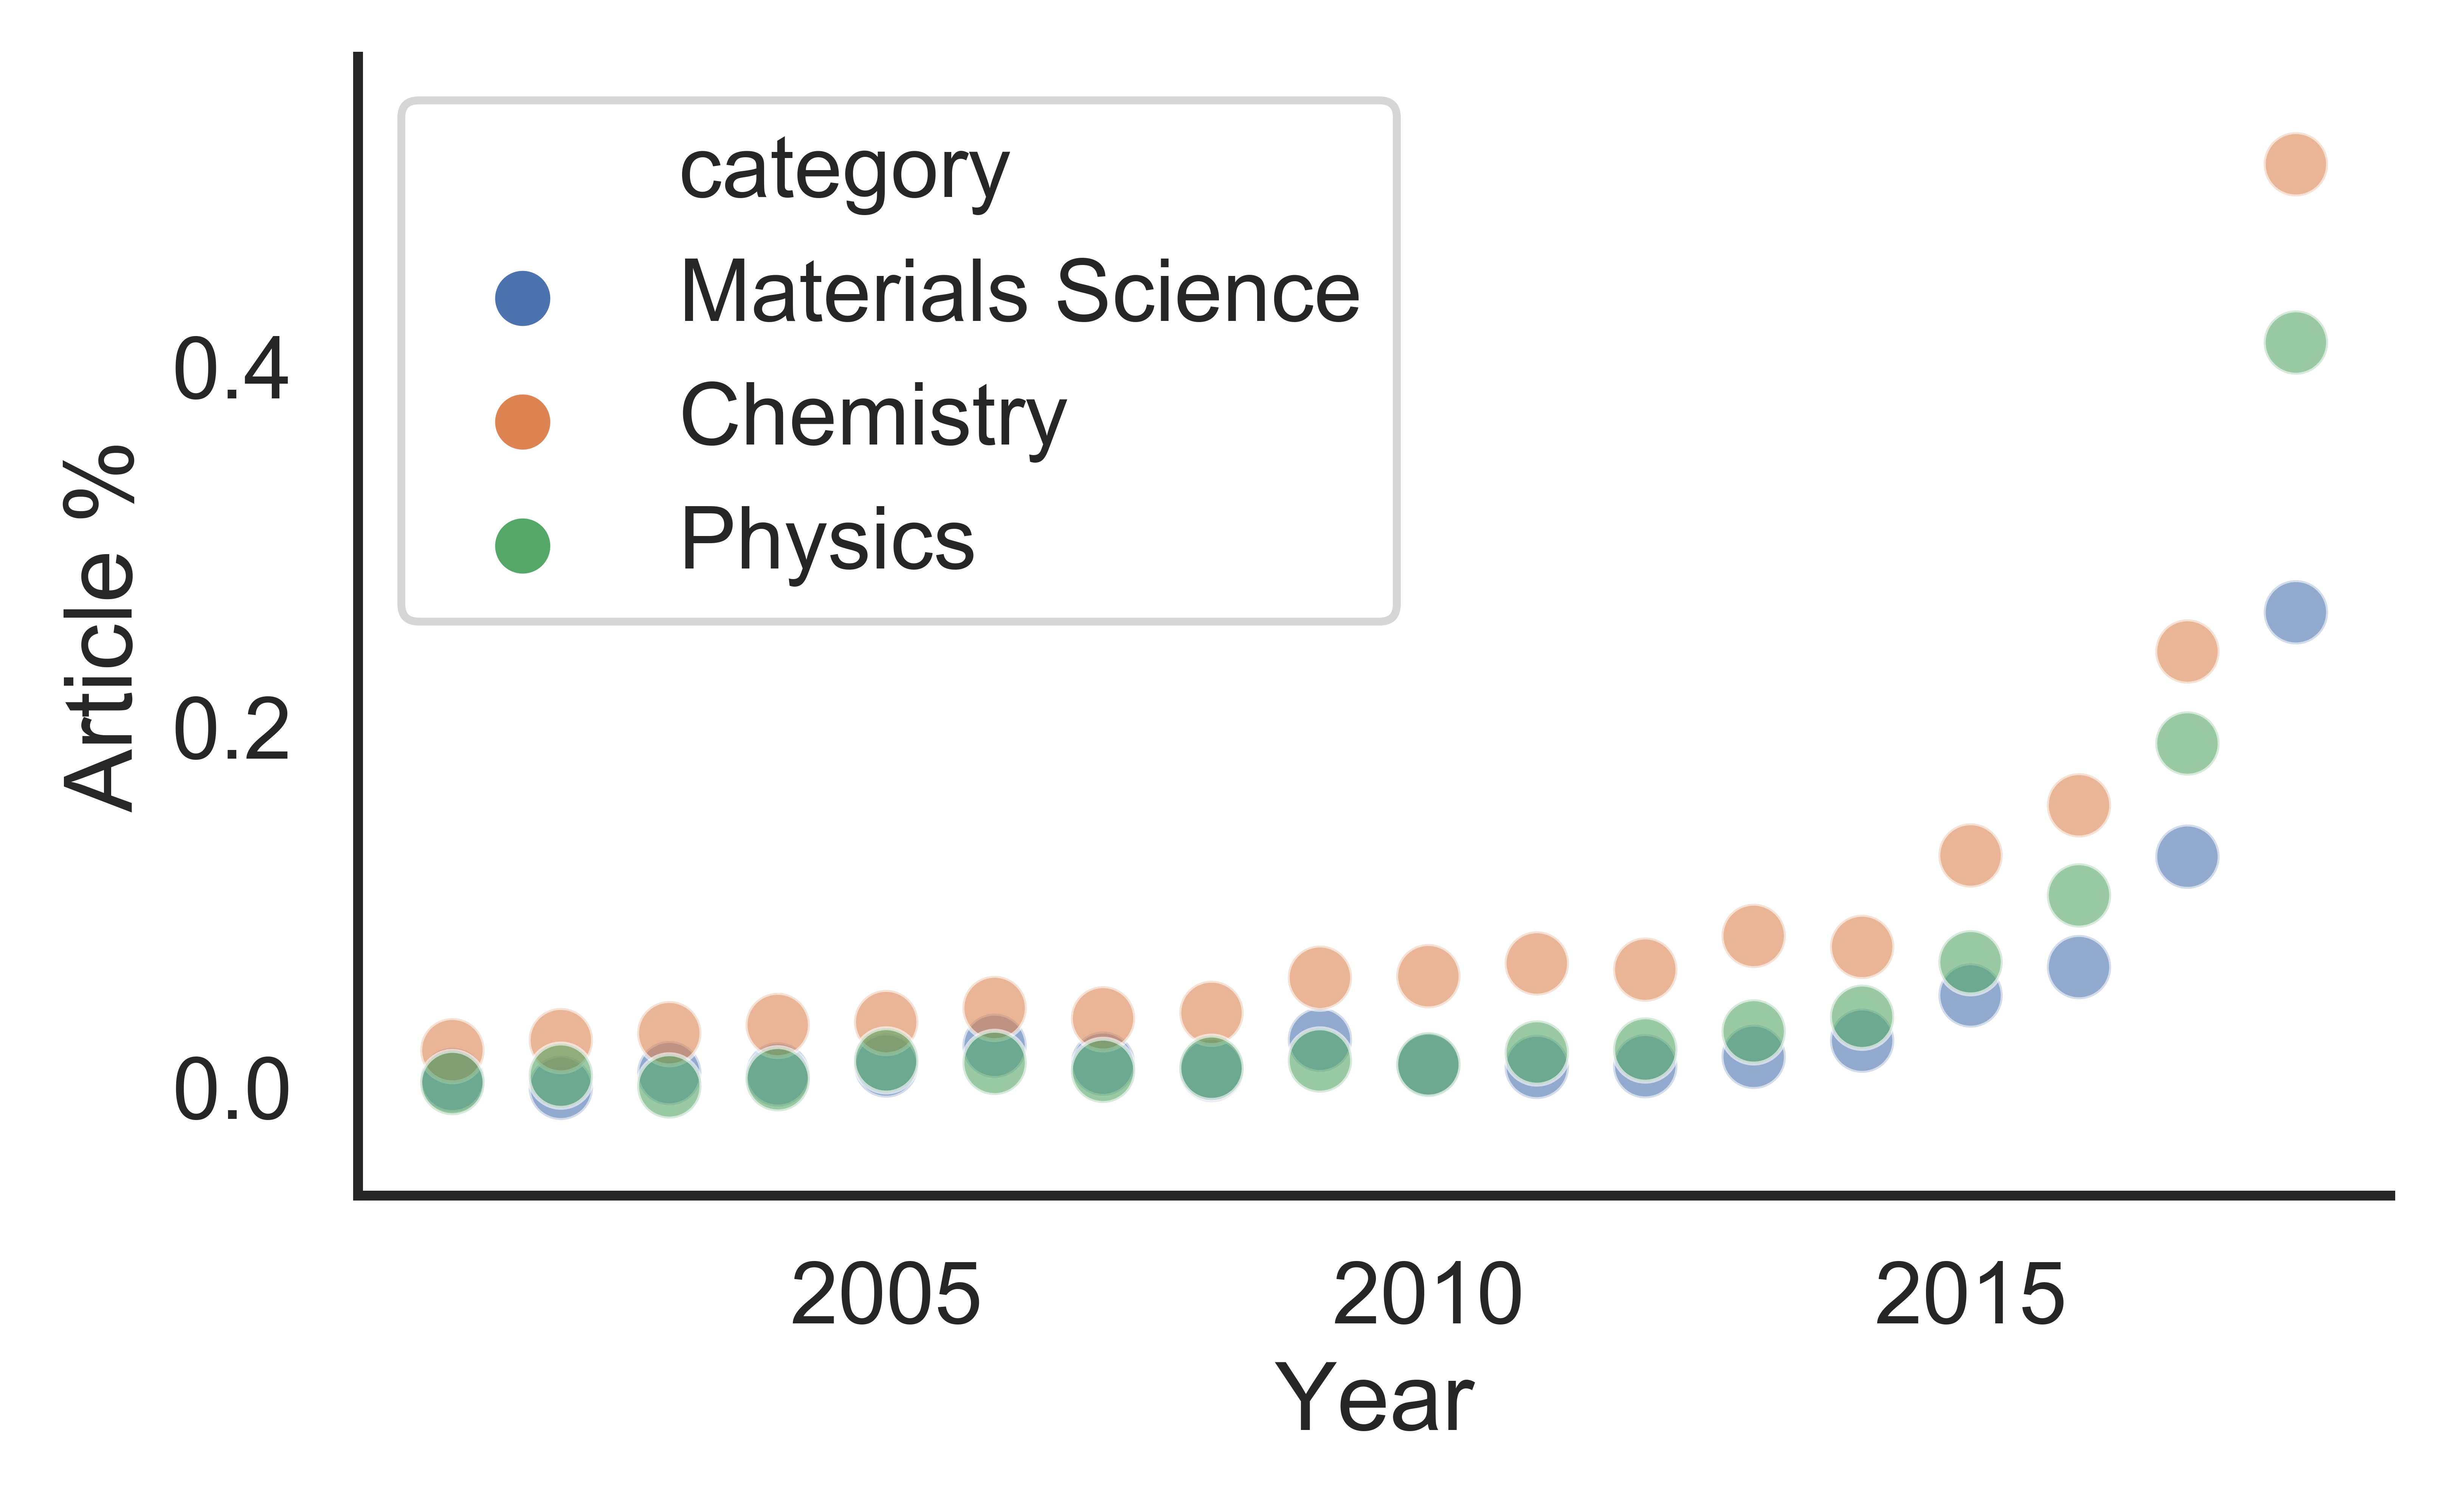 category
Materials Science
Chemistry
Physics
0.4
0.2
0.0
Article %
2005
2010
2015
Year